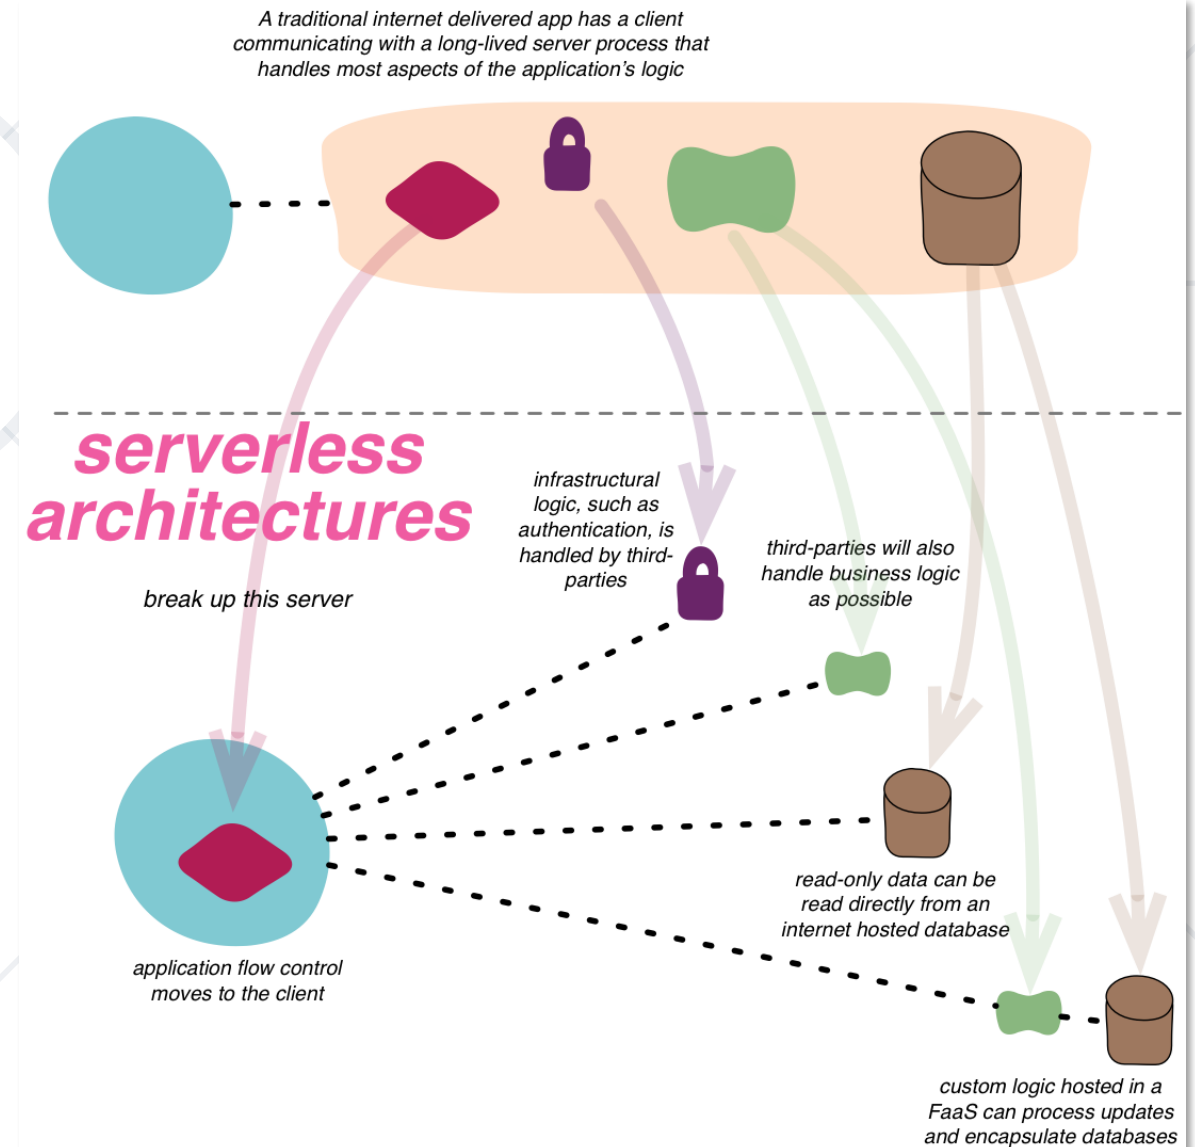 A traditional internet delivered app has a client
communicating with a long-lived server process that
handles most aspects of the application's logic
serverless
architectures
break up this server
infrastructural
logic, such as
authentication, is
handled by third-
parties
third-parties will also
handle business logic
as possible
read-only data can be
read directly from an
internet hosted database
application flow control
moves to the client
custom logic hosted in a
FaaS can process updates
and encapsulate databases